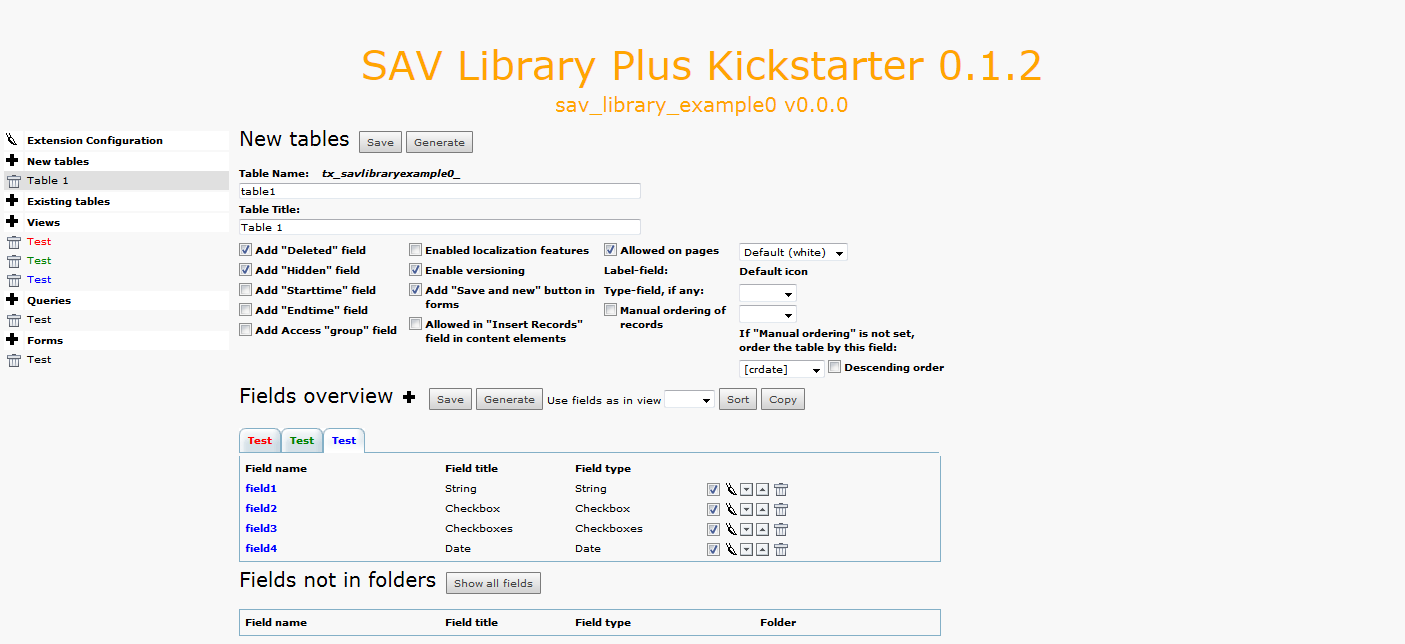 SAV Library Plus Kickstarter 0.1.2
sav_library_example0 v0.0.0
Extension Configuration
New tables
Table 1
Existing tables
Views
Test
Test
Test
Queries
Test
Forms
Test
New tables Save Generate
Table Name: tx_savlibraryexample0_
table1
Table Title:
Table 1
Add "Deleted" field
Add "Hidden" field
Add "Starttime" field
Add "Endtime" field
Add Access "group" field
Enabled localization features
Enable versioning
Add "Save and new" button in
forms
Allowed in "Insert Records"
field in content elements
Allowed on pages
Label-field:
Type-field, if any:
Manual ordering of
records
Default (white)
Default icon
If "Manual ordering" is not set,
order the table by this field:
[crdate] Descending order
Fields overview Save Generate Use fields as in view Sort Copy
Test Test Test
Field name Field title Field type
field1 String String
field2 Checkbox Checkbox
field3 Checkboxes Checkboxes
field4 Date Date
Fields not in folders Show all fields
Field name Field title Field type Folder